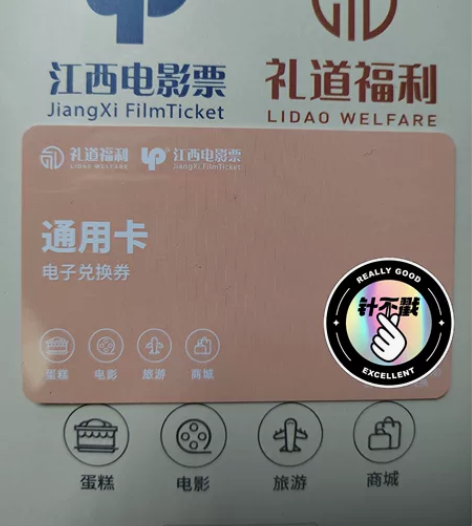 江西电影票
JiangXi FilmTicket
礼道福利
LIDAO WELFARE
礼道福利
LIDAO WELFARE
江西电影票
JiangXi FilmTicket
通用卡
电子兑换券
蛋糕 电影 旅游 商城
REALLY GOOD
针不戳
EXCELLENT
蛋糕 电影 旅游 商城